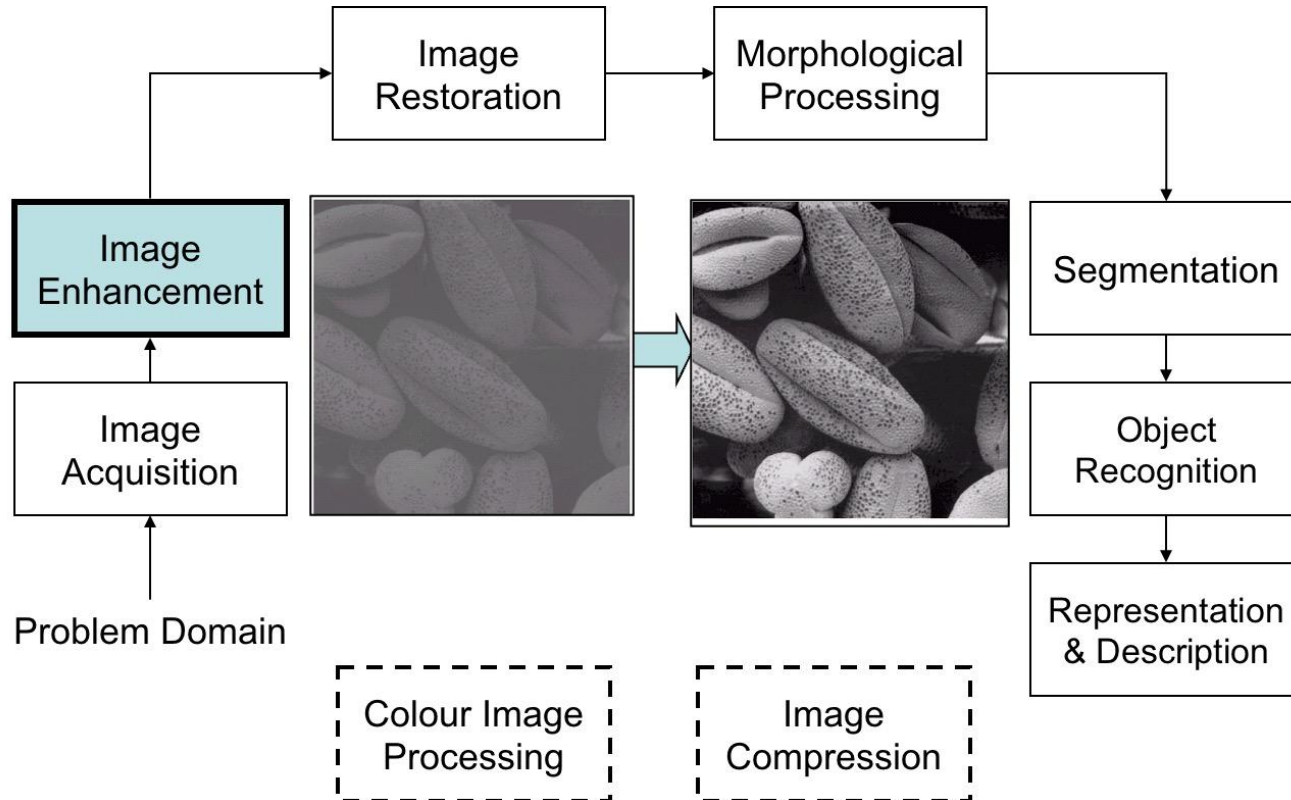 Image
Restoration
Morphological
Processing
Image
Enhancement
Segmentation
Image
Acquisition
Object
Recognition
Problem Domain
Representation
& Description
Colour Image
Processing
Image
Compression